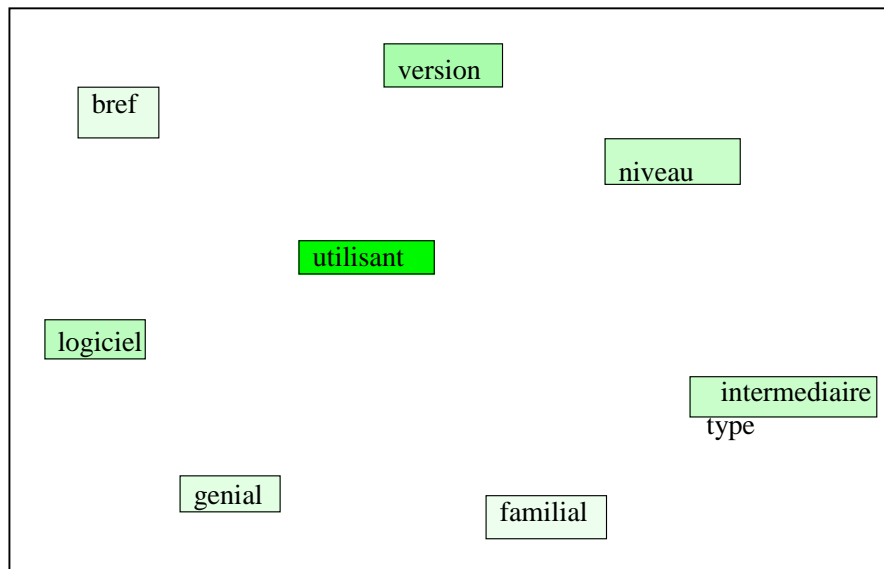 version
bref
niveau
utilisant
logiciel
intermediaire
type
genial
familial